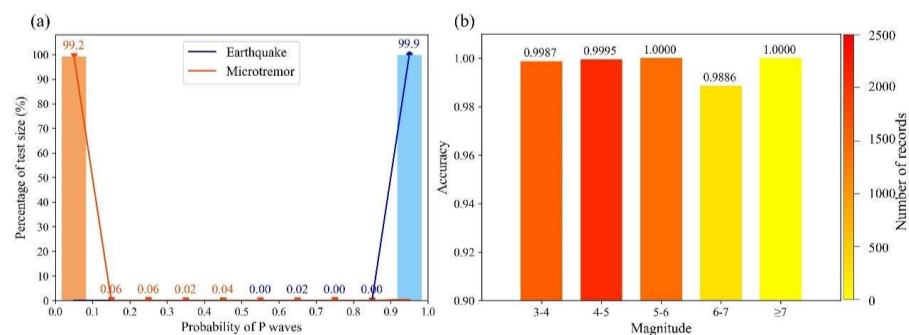 (a)
99.2
99.9
Earthquake
Microtremor
Percentage of test size (%)
100
90
80
70
60
50
40
30
20
10
0
0.06 0.06 0.02 0.04 0.00 0.02 0.00 0.00
0.0 0.1 0.2 0.3 0.4 0.5 0.6 0.7 0.8 0.9 1.0
Probability of P waves
(b)
0.9987 0.9995 1.0000 0.9886 1.0000
Accuracy
1.00
0.98
0.96
0.94
0.92
0.90
3-4 4-5 5-6 6-7 ≥7
Magnitude
2500
2000
1500
1000
500
0
Number of records